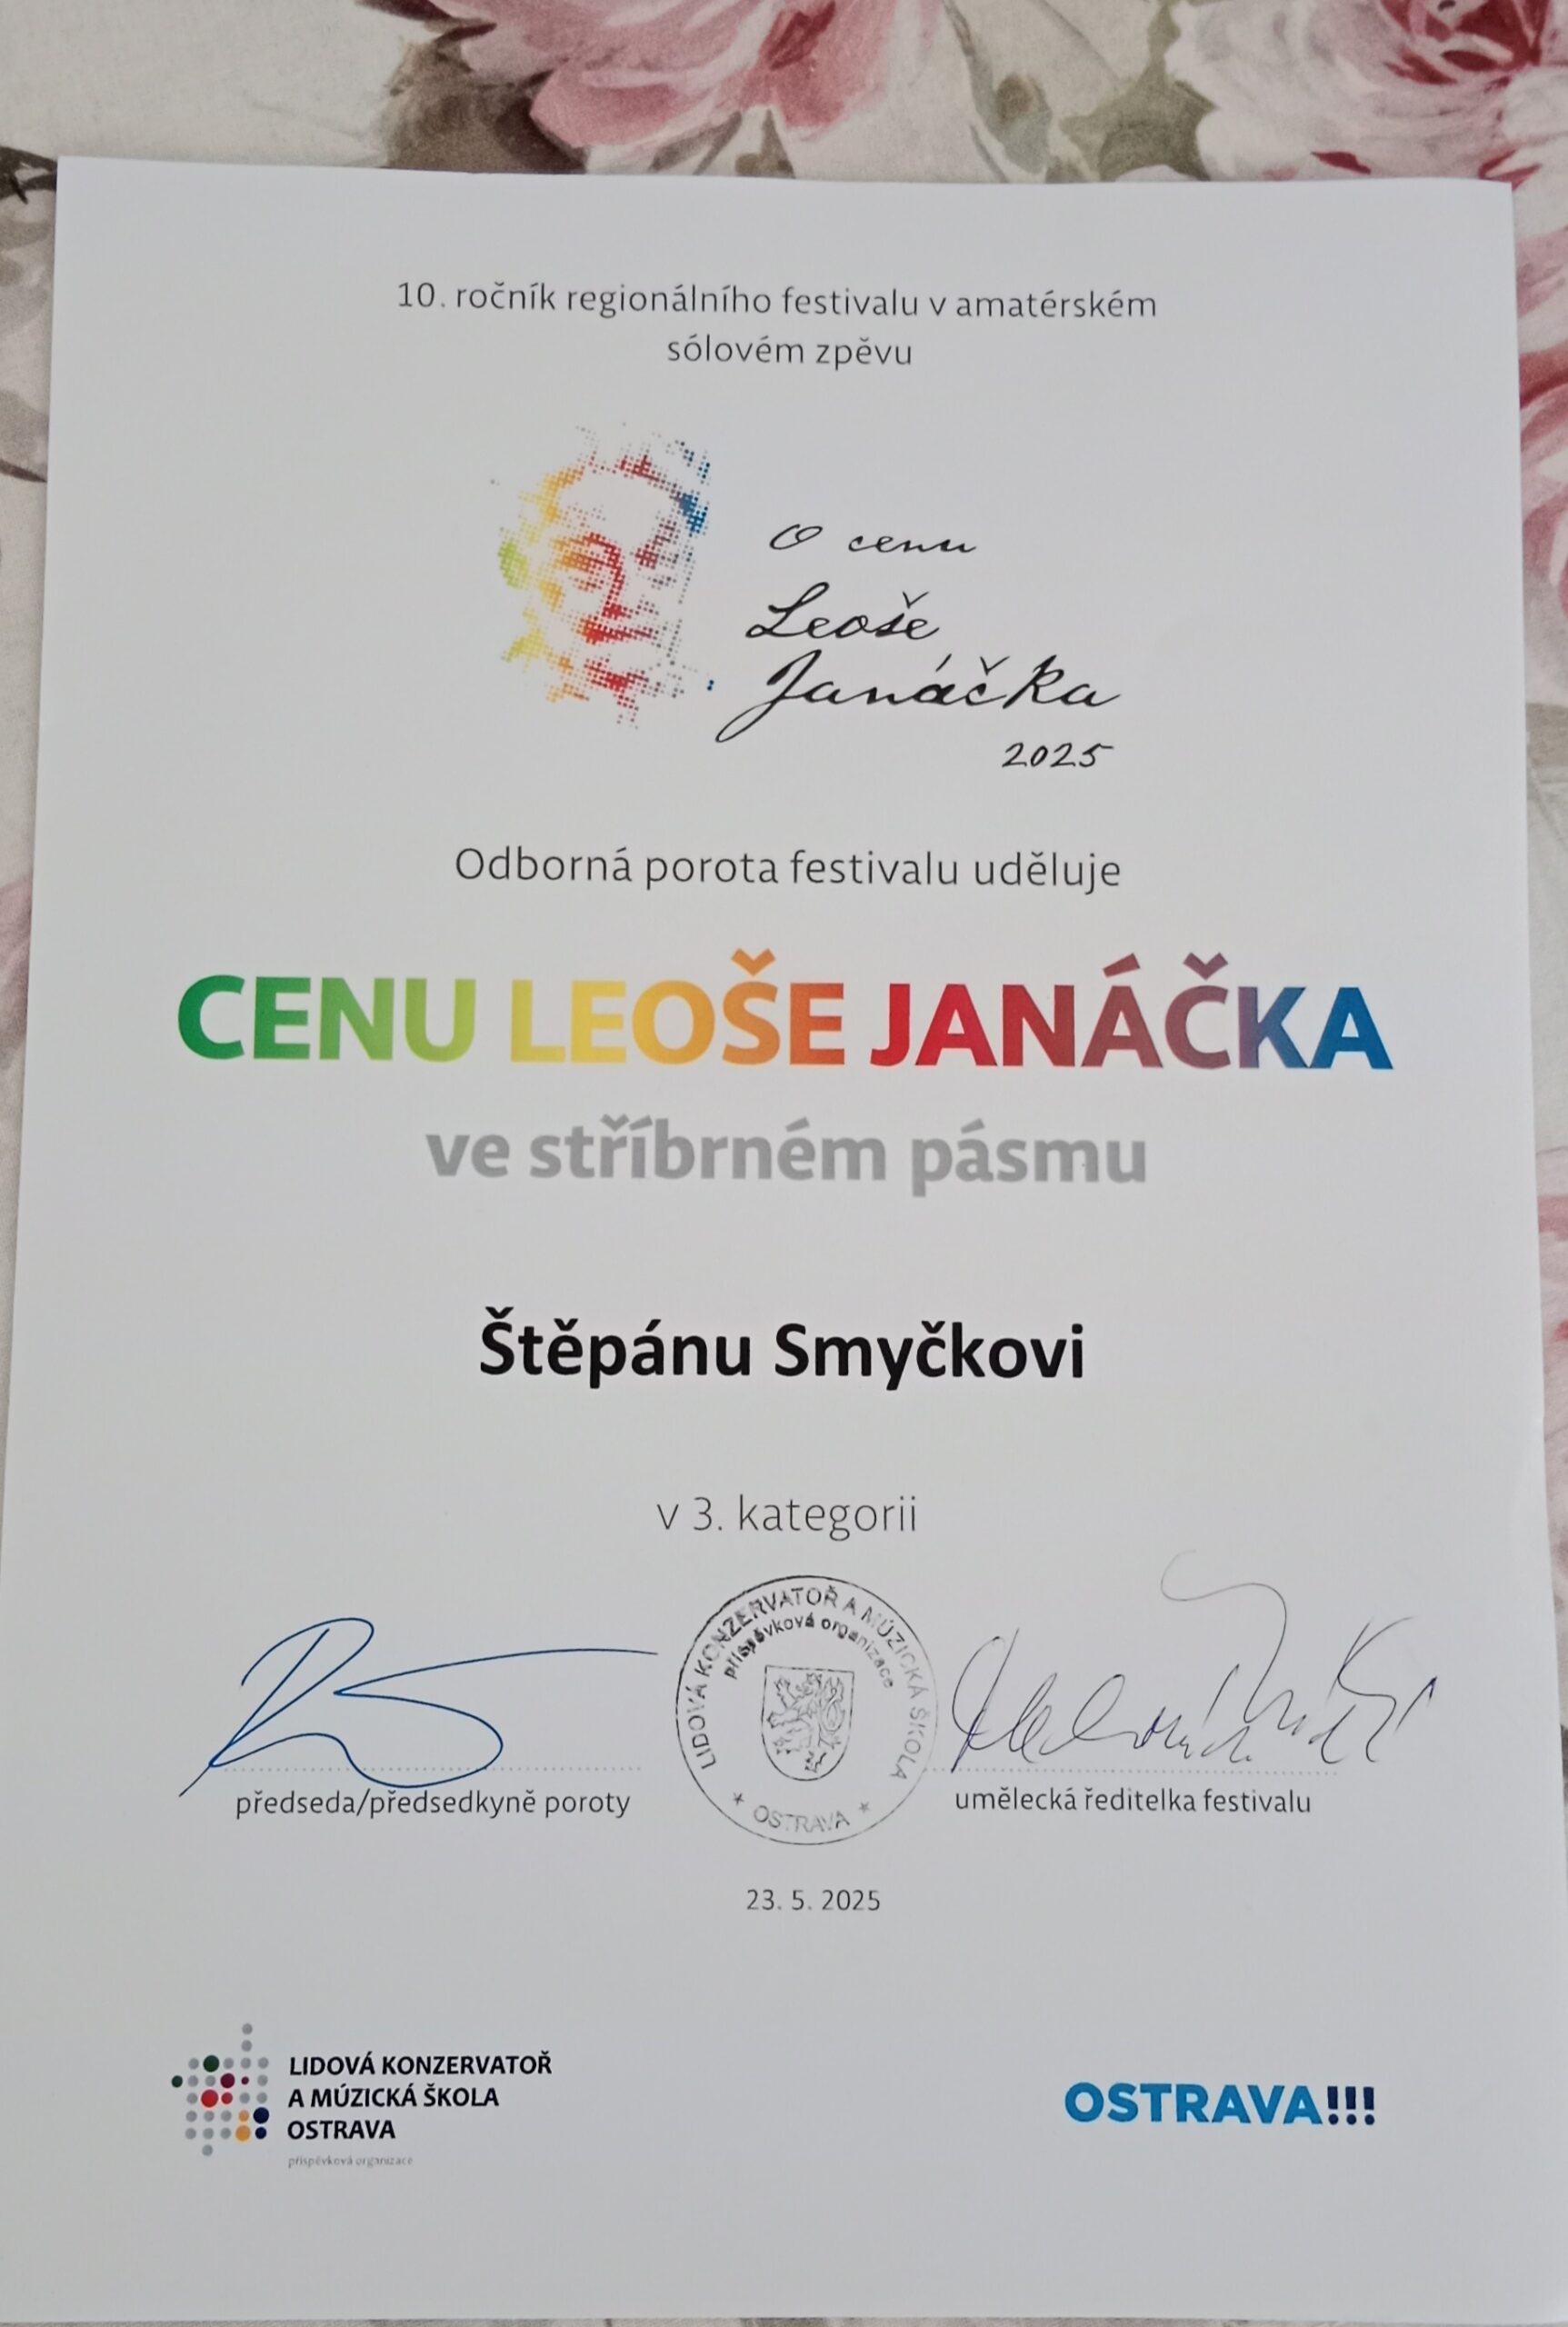 10. ročník regionálního festivalu v amatérském
sólovém zpěvu
O cenu
Leoše
Janáčka
2025
Odborná porota festivalu uděluje
CENU LEOŠE JANÁČKA
ve stříbrném pásmu
Štěpánu Smyčkovi
v 3. kategorii
LIDOVÁ KONZERVATOŘ A MÚZICKÁ ŠKOLA
příspěvková organizace
* OSTRAVA *
předseda/předsedkyně poroty
umělecká ředitelka festivalu
23. 5. 2025
LIDOVÁ KONZERVATOŘ
A MÚZICKÁ ŠKOLA
OSTRAVA
příspěvková organizace
OSTRAVA!!!